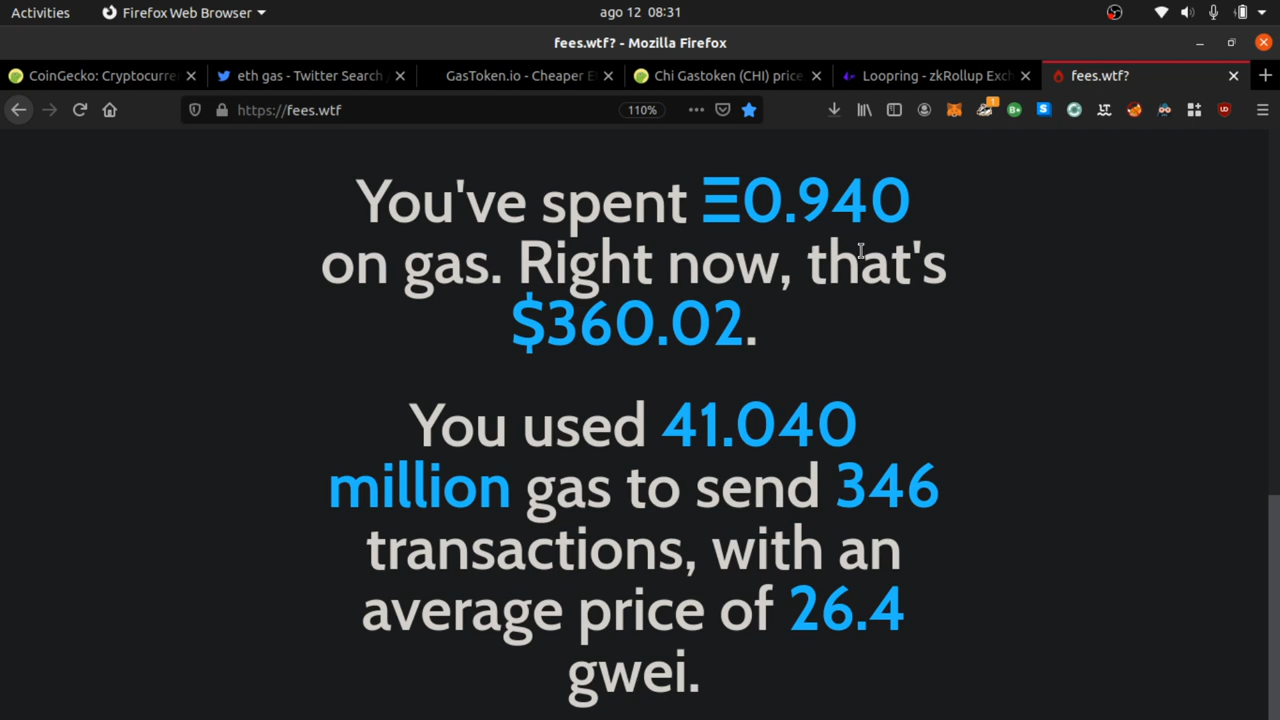 Activities Firefox Web Browser ago 12 08:31
fees.wtf? - Mozilla Firefox
CoinGecko: Cryptocurre eth gas - Twitter Search GasToken.io - Cheaper E Chi Gastoken (CHI) price Loopring - zkRollup Exch fees.wtf?
https://fees.wtf 110% 1
You've spent Ξ0.940
on gas. Right now, that's
$360.02.
You used 41.040
million gas to send 346
transactions, with an
average price of 26.4
gwei.